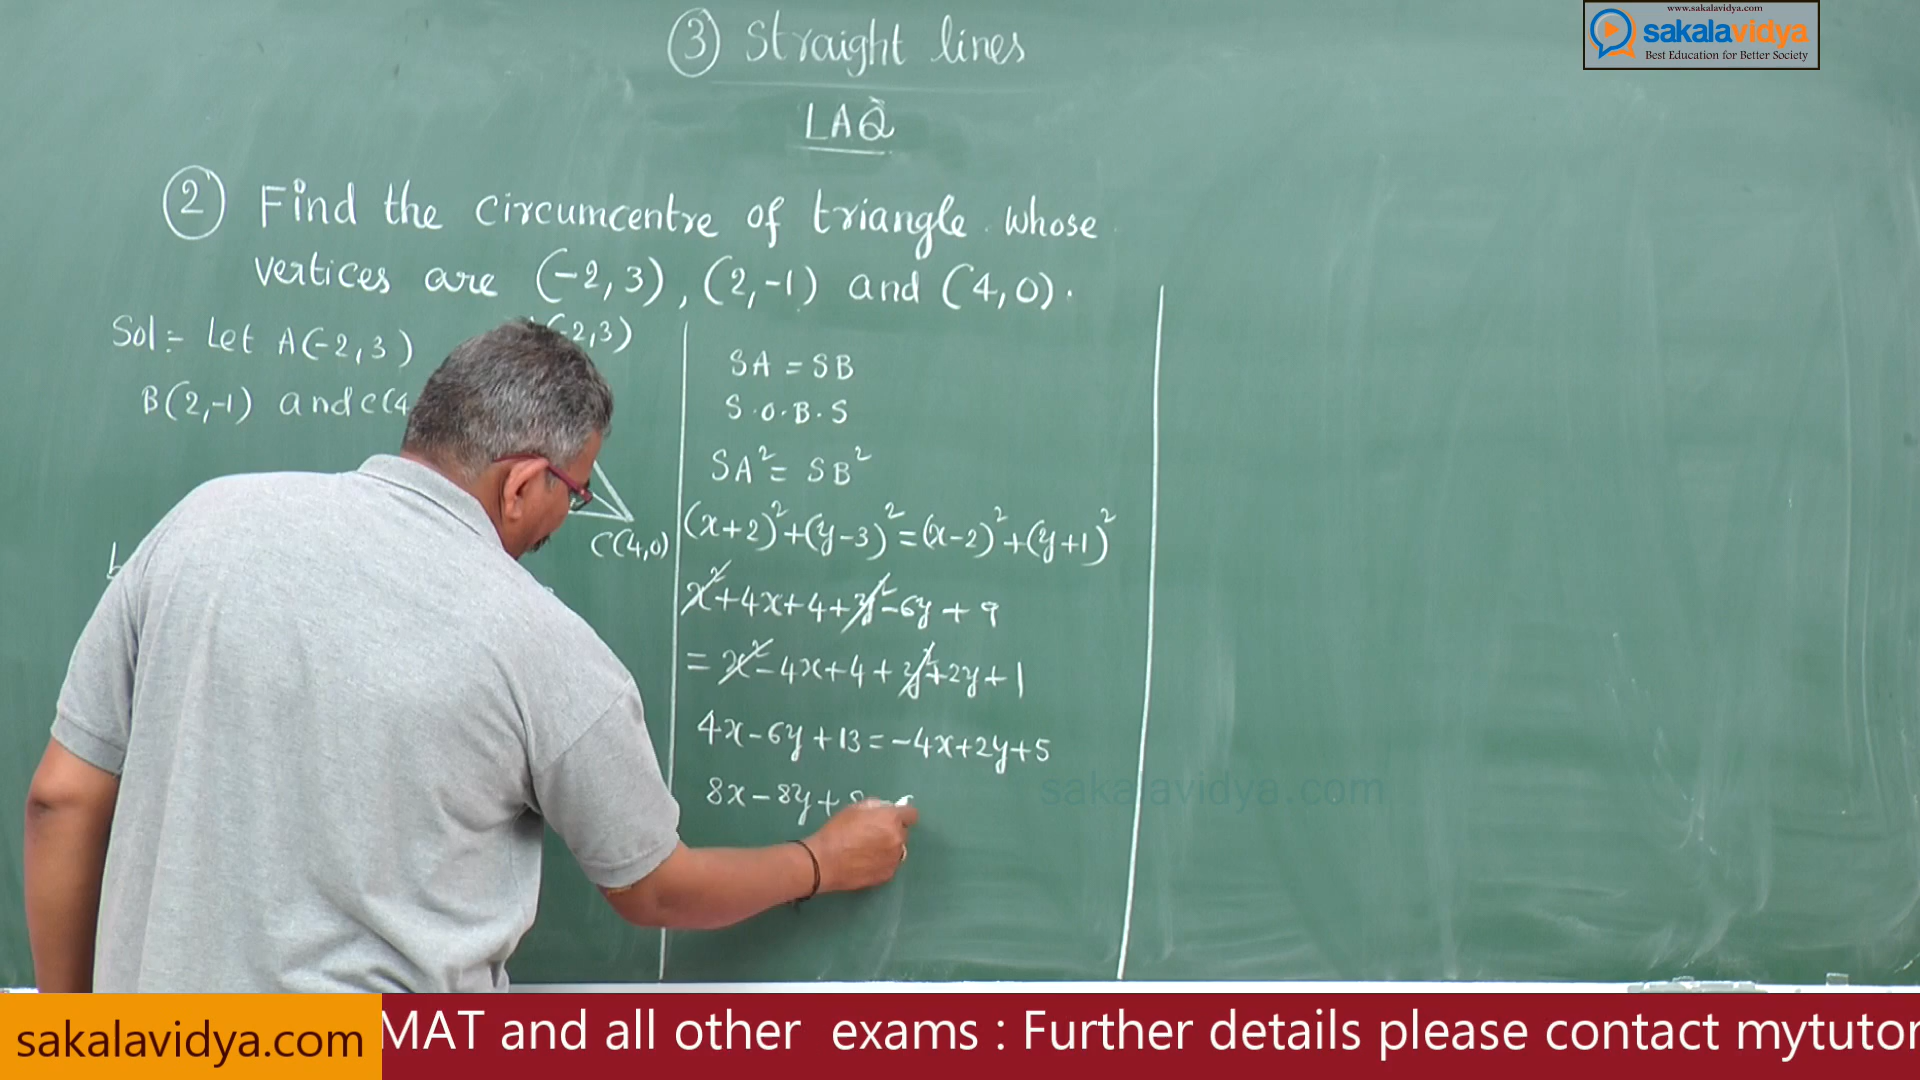 ③ Straight lines
LAQ
② Find the circumcentre of triangle whose
vertices are (-2,3), (2,-1) and (4,0).
Sol:- Let A(-2,3)
B(2,-1) and C(4
(-2,3)
C(4,0)
SA = SB
S.O.B.S
SA² = SB²
(x+2)²+(y-3)²=(x-2)²+(y+1)²
x²+4x+4+y²-6y+9
= x²-4x+4+y²+2y+1
4x-6y+13=-4x+2y+5
8x-8y+8
www.sakalavidya.com
sakalavidya
Best Education for Better Society
sakalavidya.com
sakalavidya.com
MAT and all other exams : Further details please contact mytutor